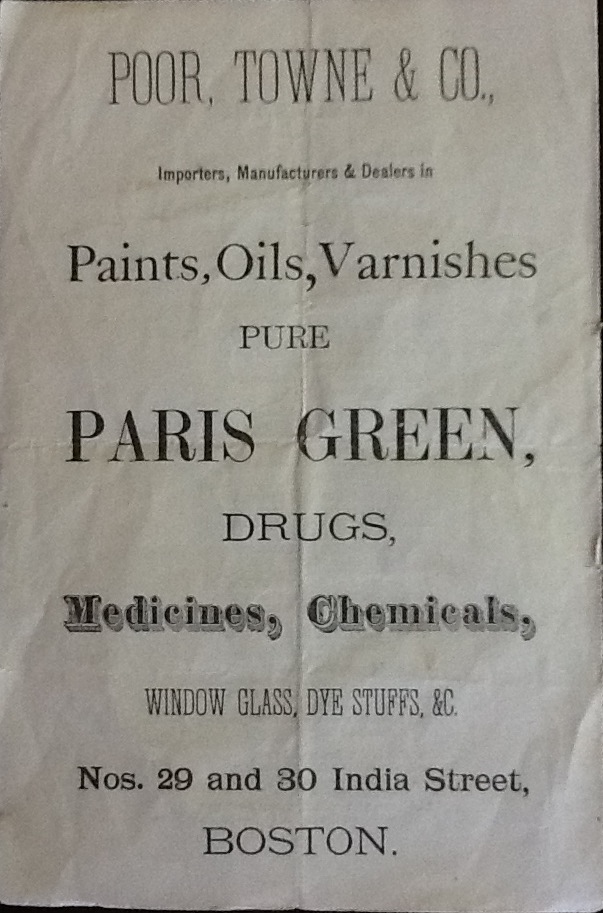 POOR, TOWNE & CO.,
Importers, Manufacturers & Dealers in
Paints, Oils, Varnishes
PURE
PARIS GREEN,
DRUGS,
Medicines, Chemicals,
WINDOW GLASS, DYE STUFFS, &C.
Nos. 29 and 30 India Street,
BOSTON.